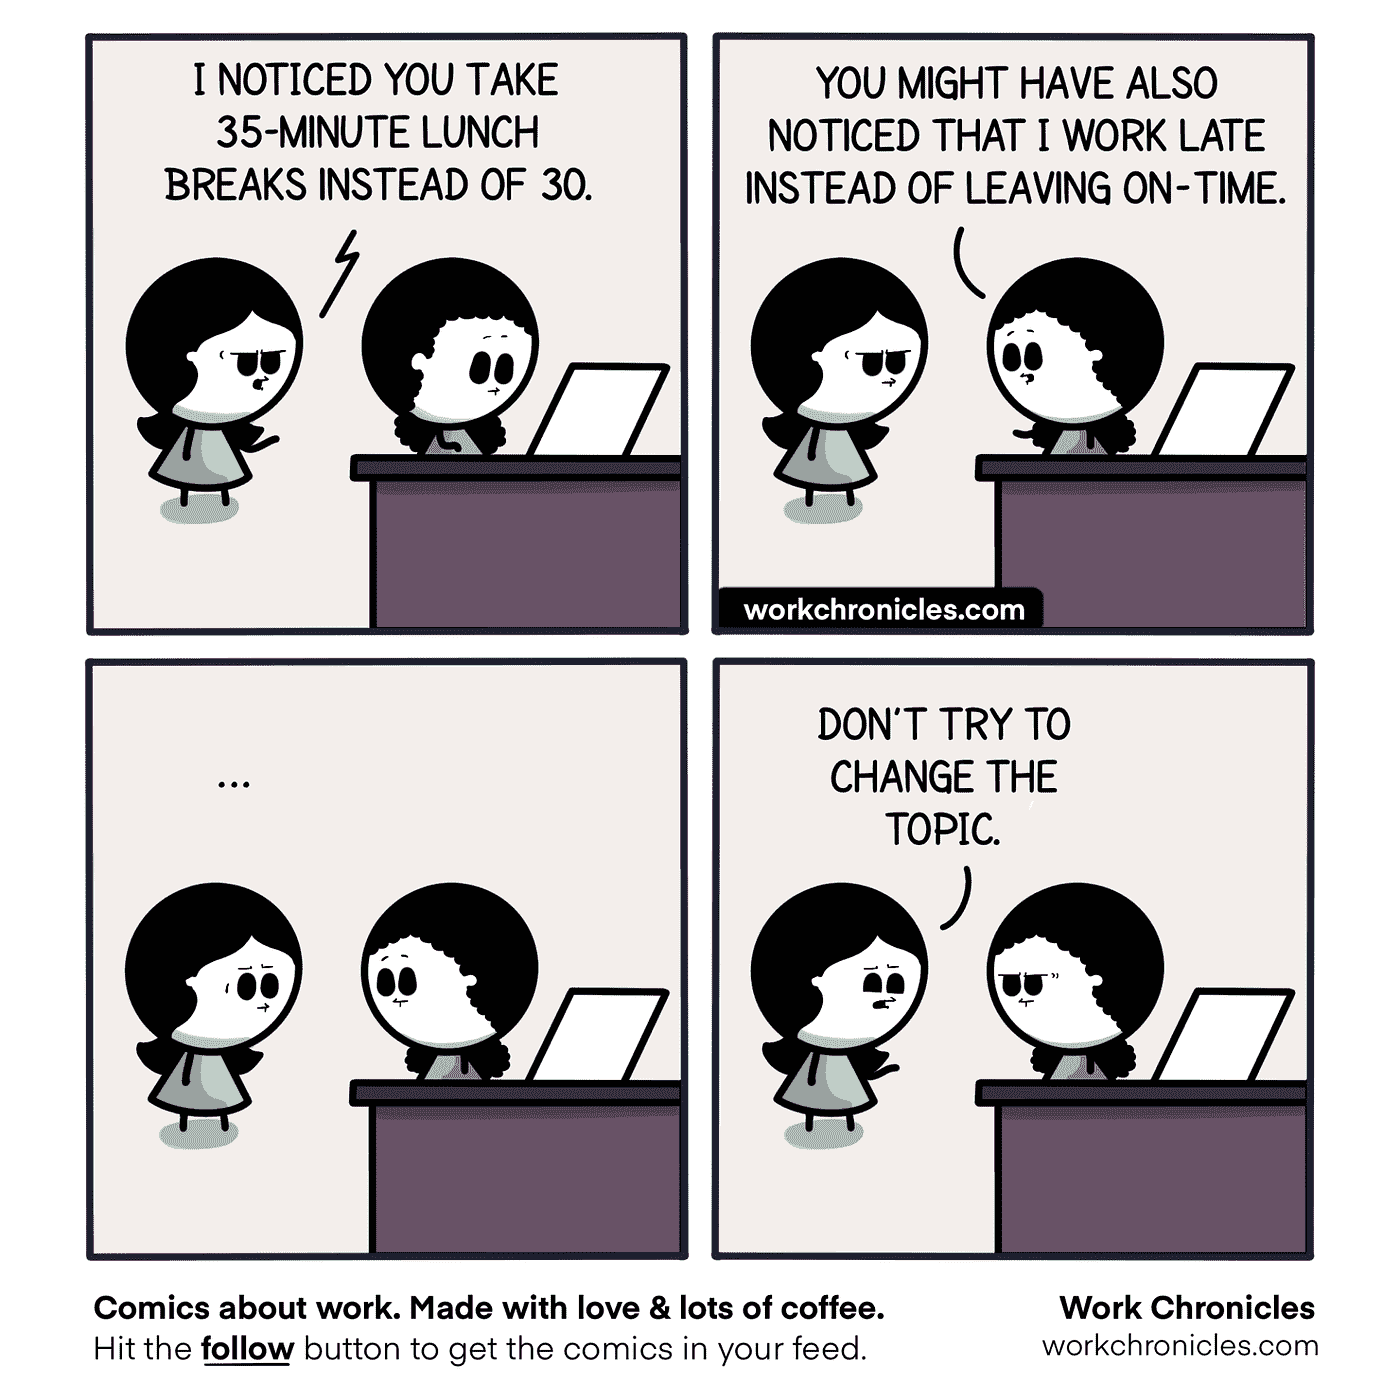 I NOTICED YOU TAKE
35-MINUTE LUNCH
BREAKS INSTEAD OF 30.
YOU MIGHT HAVE ALSO
NOTICED THAT I WORK LATE
INSTEAD OF LEAVING ON-TIME.
workchronicles.com
...
DON'T TRY TO
CHANGE THE
TOPIC.
Comics about work. Made with love & lots of coffee.
Hit the follow button to get the comics in your feed.
Work Chronicles
workchronicles.com